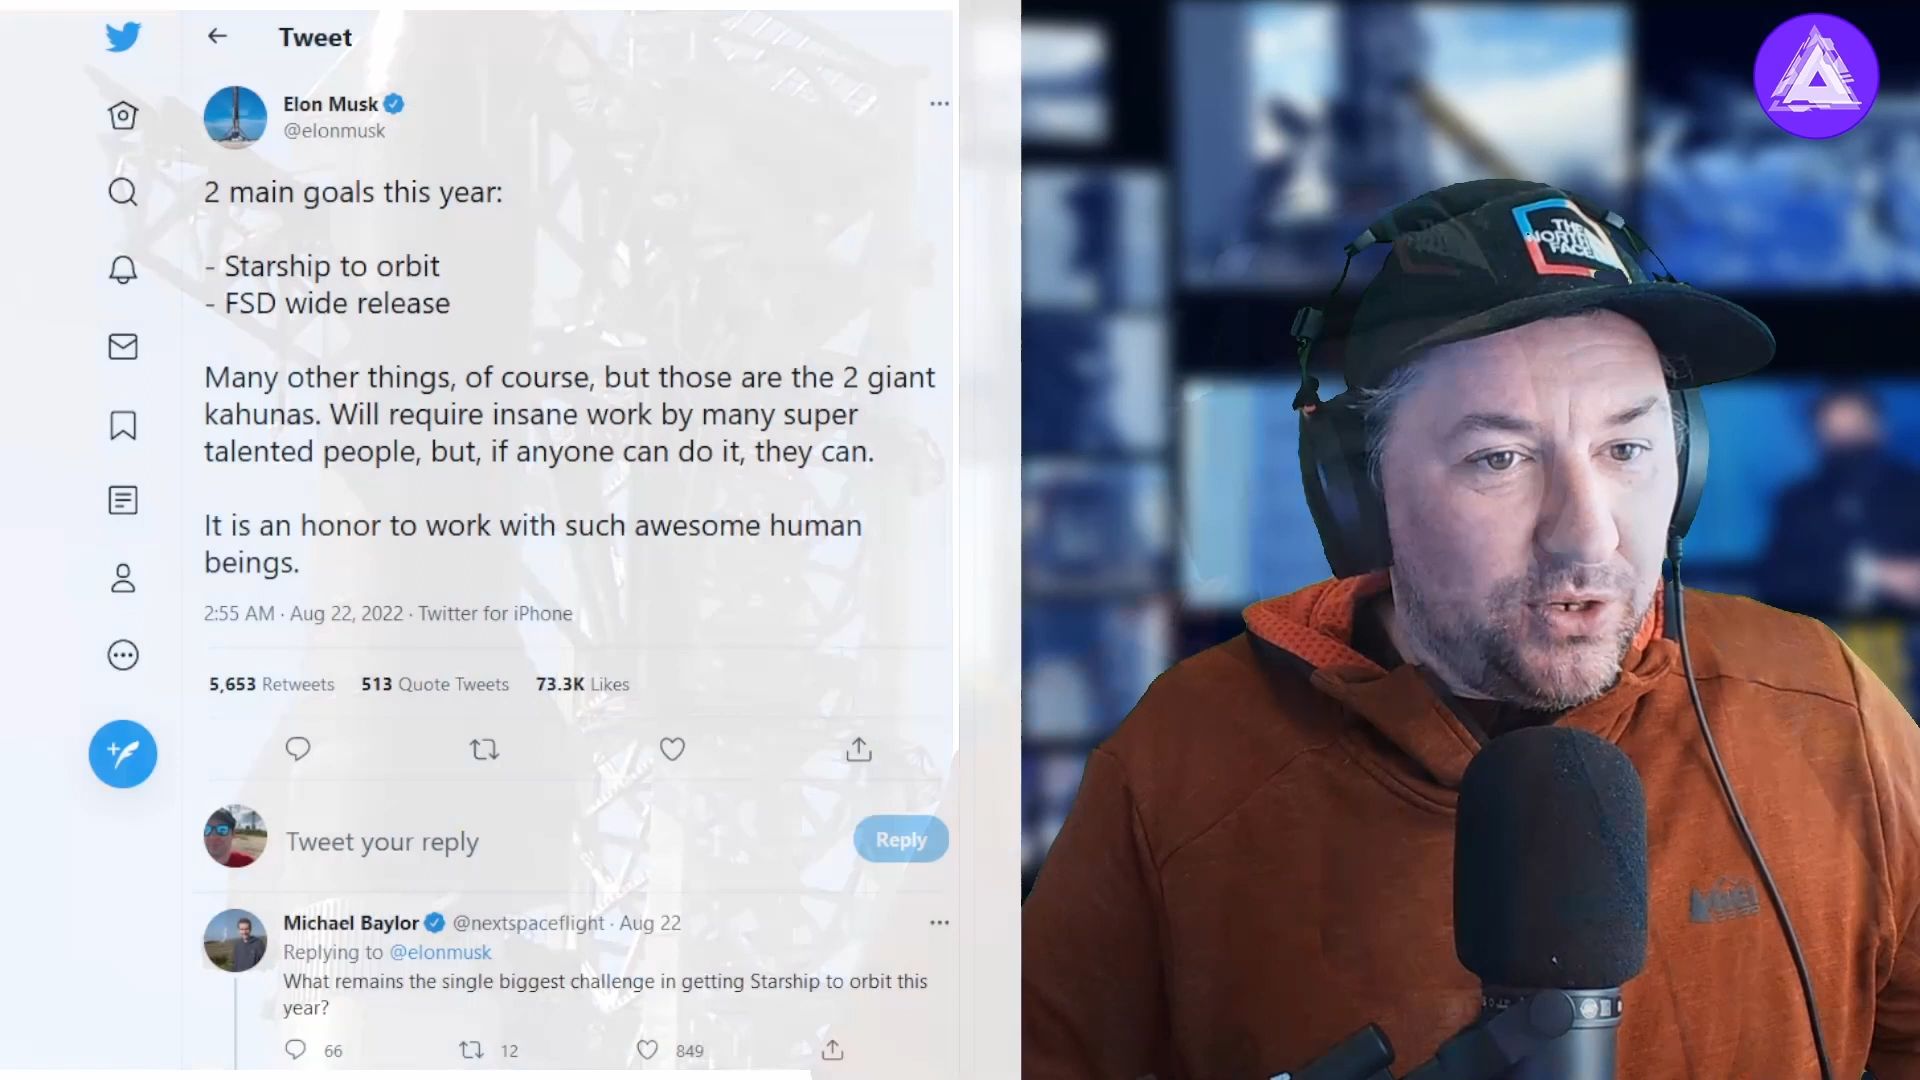 Tweet
Elon Musk
@elonmusk
2 main goals this year:
- Starship to orbit
- FSD wide release
Many other things, of course, but those are the 2 giant
kahunas. Will require insane work by many super
talented people, but, if anyone can do it, they can.
It is an honor to work with such awesome human
beings.
2:55 AM · Aug 22, 2022 · Twitter for iPhone
5,653 Retweets 513 Quote Tweets 73.3K Likes
Tweet your reply
Reply
Michael Baylor @nextspaceflight · Aug 22
Replying to @elonmusk
What remains the single biggest challenge in getting Starship to orbit this
year?
66 12 849
THE
NORTH
FACE